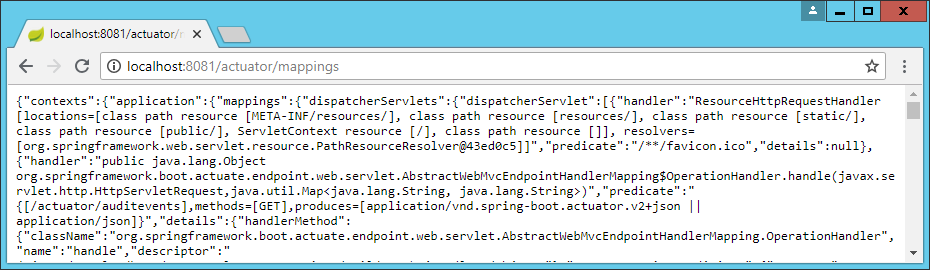 localhost:8081/actuator/
localhost:8081/actuator/mappings
{"contexts":{"application":{"mappings":{"dispatcherServlets":{"dispatcherServlet":[{"handler":"ResourceHttpRequestHandler
[locations=[class path resource [META-INF/resources/], class path resource [resources/], class path resource [static/],
class path resource [public/], ServletContext resource [/], class path resource []], resolvers=
[org.springframework.web.servlet.resource.PathResourceResolver@43ed0c5]]","predicate":"/**/favicon.ico","details":null},
{"handler":"public java.lang.Object
org.springframework.boot.actuate.endpoint.web.servlet.AbstractWebMvcEndpointHandlerMapping$OperationHandler.handle(javax.se
rvlet.http.HttpServletRequest,java.util.Map<java.lang.String, java.lang.String>)","predicate":"
{[/actuator/auditevents],methods=[GET],produces=[application/vnd.spring-boot.actuator.v2+json ||
application/json]}","details":{"handlerMethod":
{"className":"org.springframework.boot.actuate.endpoint.web.servlet.AbstractWebMvcEndpointHandlerMapping.OperationHandler",
"name":"handle","descriptor":"